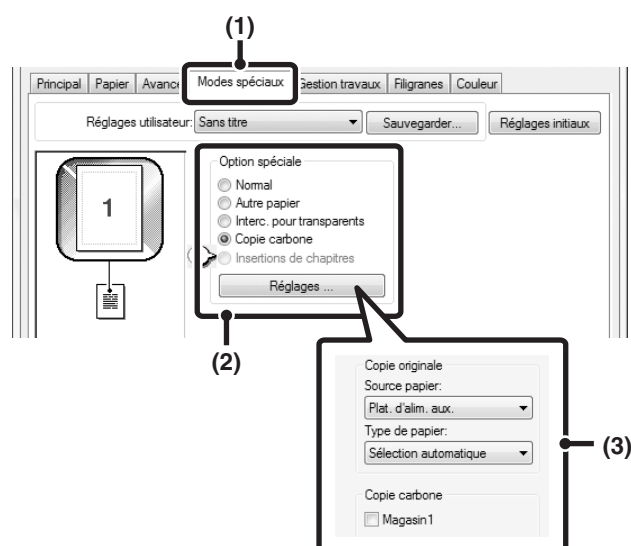 (1)
Principal Papier Avancé Modes spéciaux Gestion travaux Filigranes Couleur
Réglages utilisateur: Sans titre Sauvegarder... Réglages initiaux
1
Option spéciale
Normal
Autre papier
Interc. pour transparents
Copie carbone
Insertions de chapitres
Réglages ...
(2)
Copie originale
Source papier:
Plat. d'alim. aux.
Type de papier:
Sélection automatique
(3)
Copie carbone
Magasin1